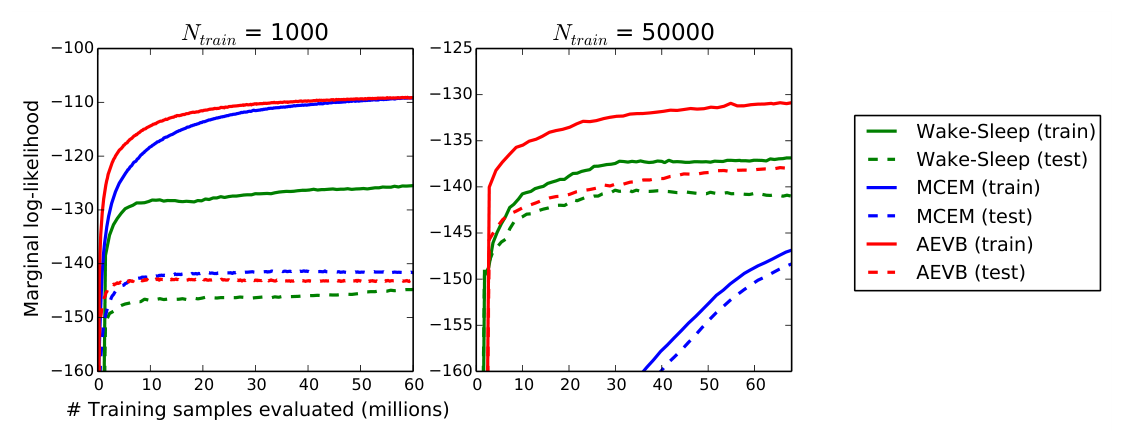 N_train = 1000
−100
−110
−120
−130
−140
−150
−160
0 10 20 30 40 50 60
Marginal log-likelihood
# Training samples evaluated (millions)
N_train = 50000
−125
−130
−135
−140
−145
−150
−155
−160
0 10 20 30 40 50 60
Wake-Sleep (train)
Wake-Sleep (test)
MCEM (train)
MCEM (test)
AEVB (train)
AEVB (test)